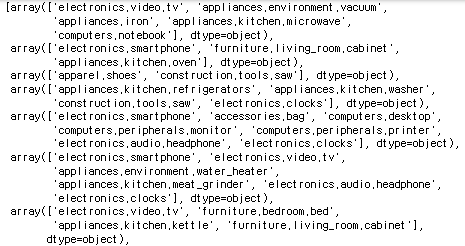 [array(['electronics.video.tv', 'appliances.environment.vacuum',
'appliances.iron', 'appliances.kitchen.microwave',
'computers.notebook'], dtype=object),
array(['electronics.smartphone', 'furniture.living_room.cabinet',
'appliances.kitchen.oven'], dtype=object),
array(['apparel.shoes', 'construction.tools.saw'], dtype=object),
array(['appliances.kitchen.refrigerators', 'appliances.kitchen.washer',
'construction.tools.saw', 'electronics.clocks'], dtype=object),
array(['electronics.smartphone', 'accessories.bag', 'computers.desktop',
'computers.peripherals.monitor', 'computers.peripherals.printer',
'electronics.audio.headphone', 'electronics.clocks'], dtype=object),
array(['electronics.smartphone', 'electronics.video.tv',
'appliances.environment.water_heater',
'appliances.kitchen.meat_grinder', 'electronics.audio.headphone',
'electronics.clocks'], dtype=object),
array(['electronics.video.tv', 'furniture.bedroom.bed',
'appliances.kitchen.kettle', 'furniture.living_room.cabinet'],
dtype=object),